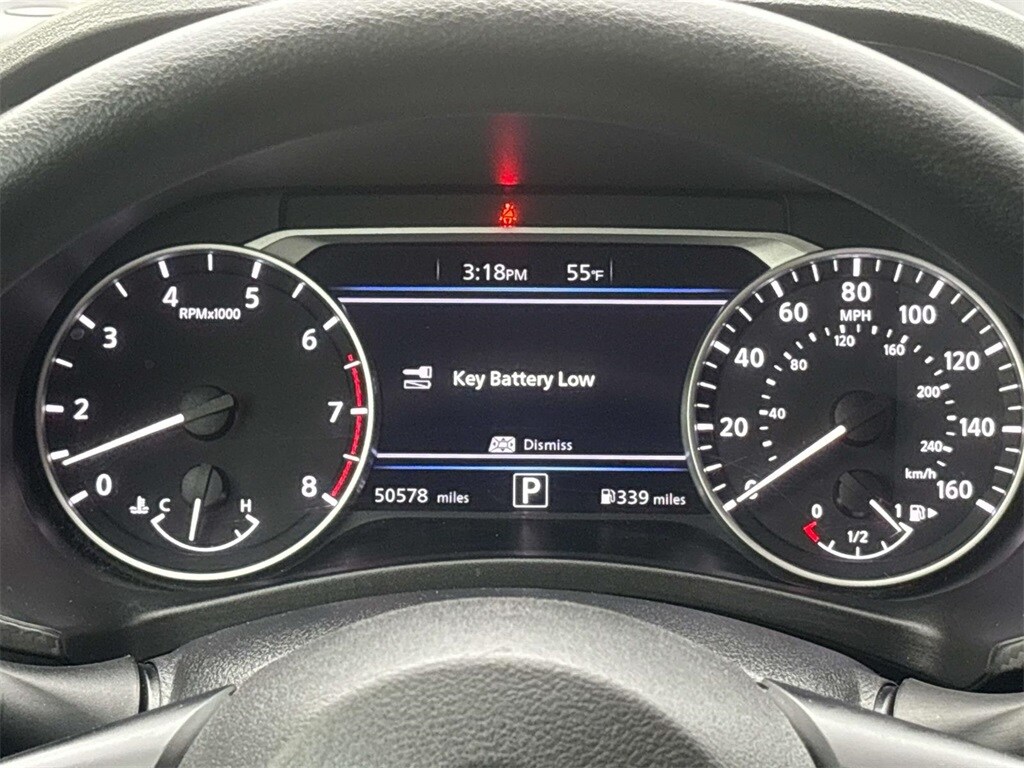 3:18PM 55°F
4 5
RPMx1000
3 6
2 7
1
0 8
C H
Key Battery Low
Dismiss
50578 miles P 339 miles
80
MPH
60 100
40 120
20 140
0 160
120
80 160
40 200
240
km/h
0 1
1/2